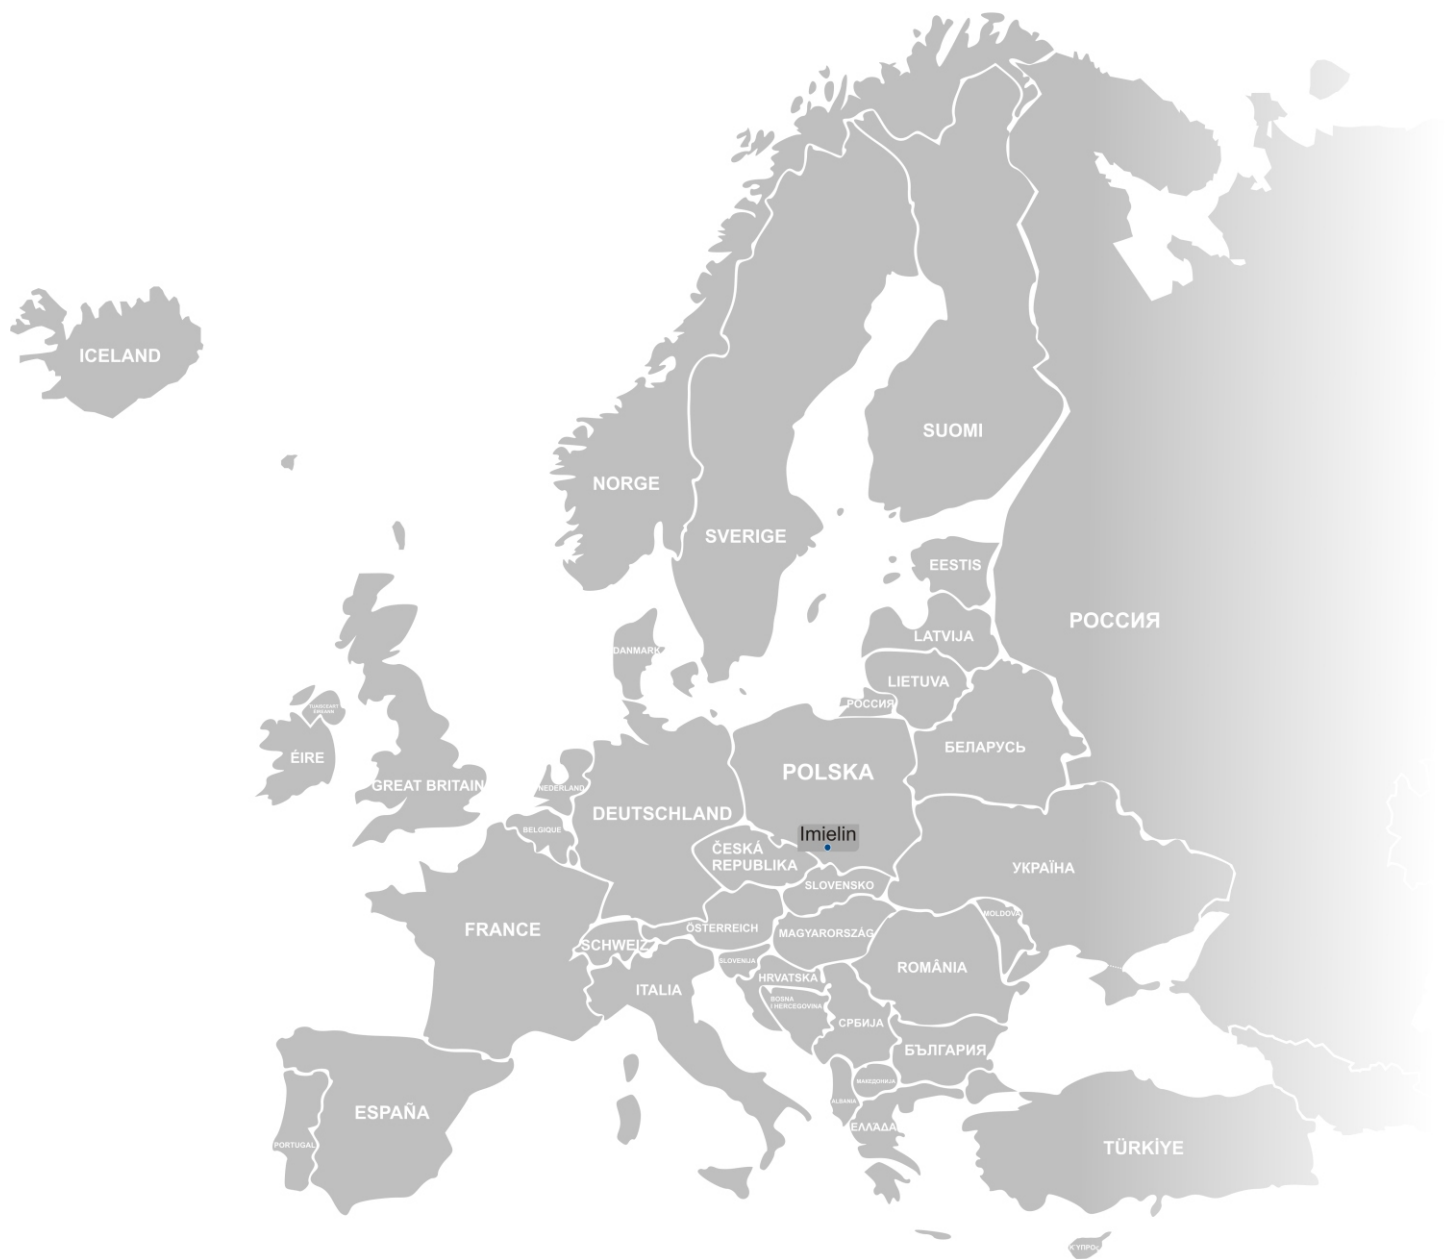 ICELAND
SUOMI
NORGE
SVERIGE
EESTIS
РОССИЯ
LATVIJA
DANMARK
LIETUVA
РОССИЯ
ÉIRE
БЕЛАРУСЬ
POLSKA
GREAT BRITAIN
NEDERLAND
DEUTSCHLAND
BELGIQUE
Imielin
ČESKÁ
REPUBLIKA
УКРАЇНА
SLOVENSKO
MOLDOVA
FRANCE
ÖSTERREICH
MAGYARORSZÁG
SCHWEIZ
SLOVENIJA
ROMÂNIA
HRVATSKA
ITALIA
BOSNA
I HERCEGOVINA
СРБИЈА
БЪЛГАРИЯ
МАКЕДОНИЈА
ALBANIA
ESPAÑA
ΕΛΛΆΔΑ
PORTUGAL
TÜRKİYE
ΚΎΠΡΟΣ